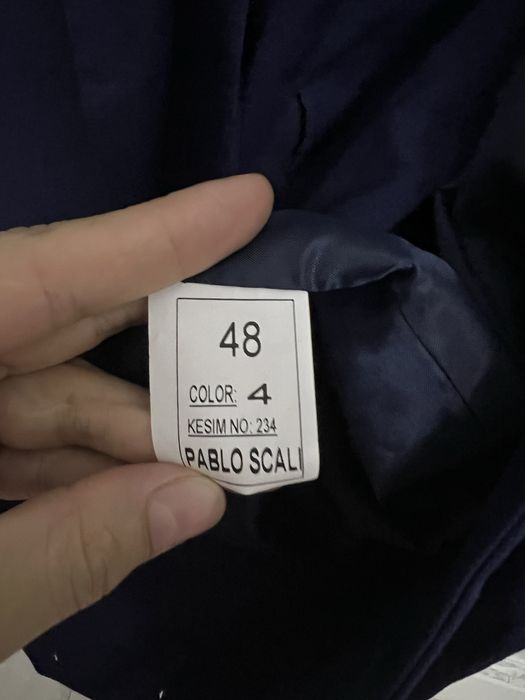 48
COLOR: 4
KESIM NO: 234
PABLO SCALI